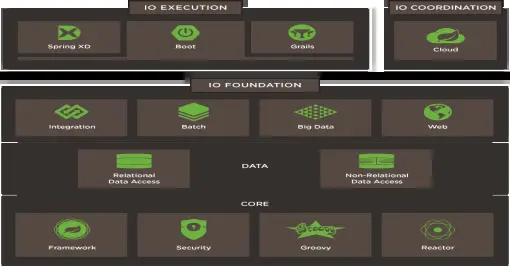 IO EXECUTION
IO COORDINATION
Spring XD
Boot
Grails
Cloud
IO FOUNDATION
Integration
Batch
Big Data
Web
Relational
Data Access
DATA
Non-Relational
Data Access
CORE
Framework
Security
Groovy
Reactor